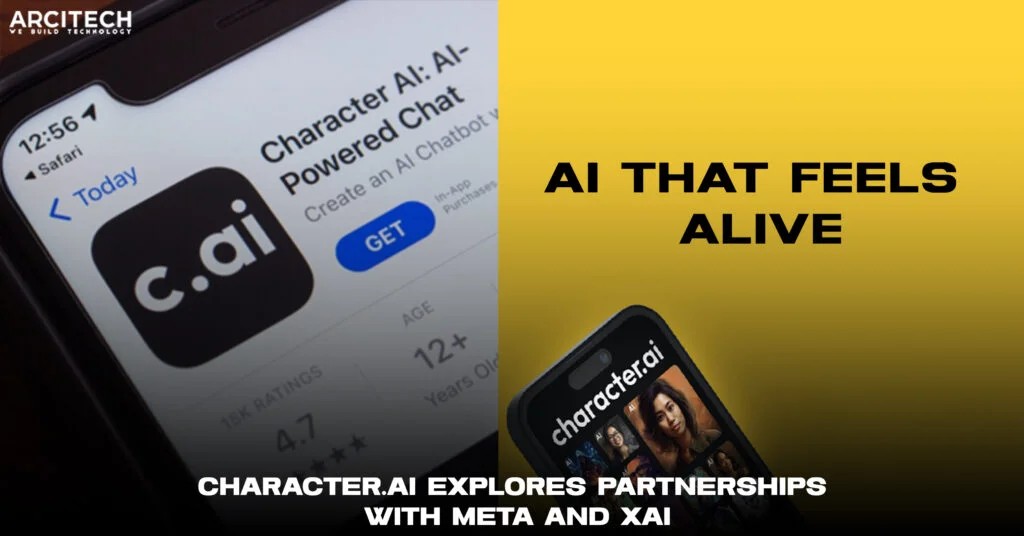 ARCITECH
WE BUILD TECHNOLOGY
12:56
Safari
Today
c.ai
Character AI: AI-
Powered Chat
Create an AI Chatbot w
GET
In-App
Purchases
18K RATINGS
4.7
AGE
12+
Years Old
AI THAT FEELS
ALIVE
character.ai
CHARACTER.AI EXPLORES PARTNERSHIPS
WITH META AND XAI